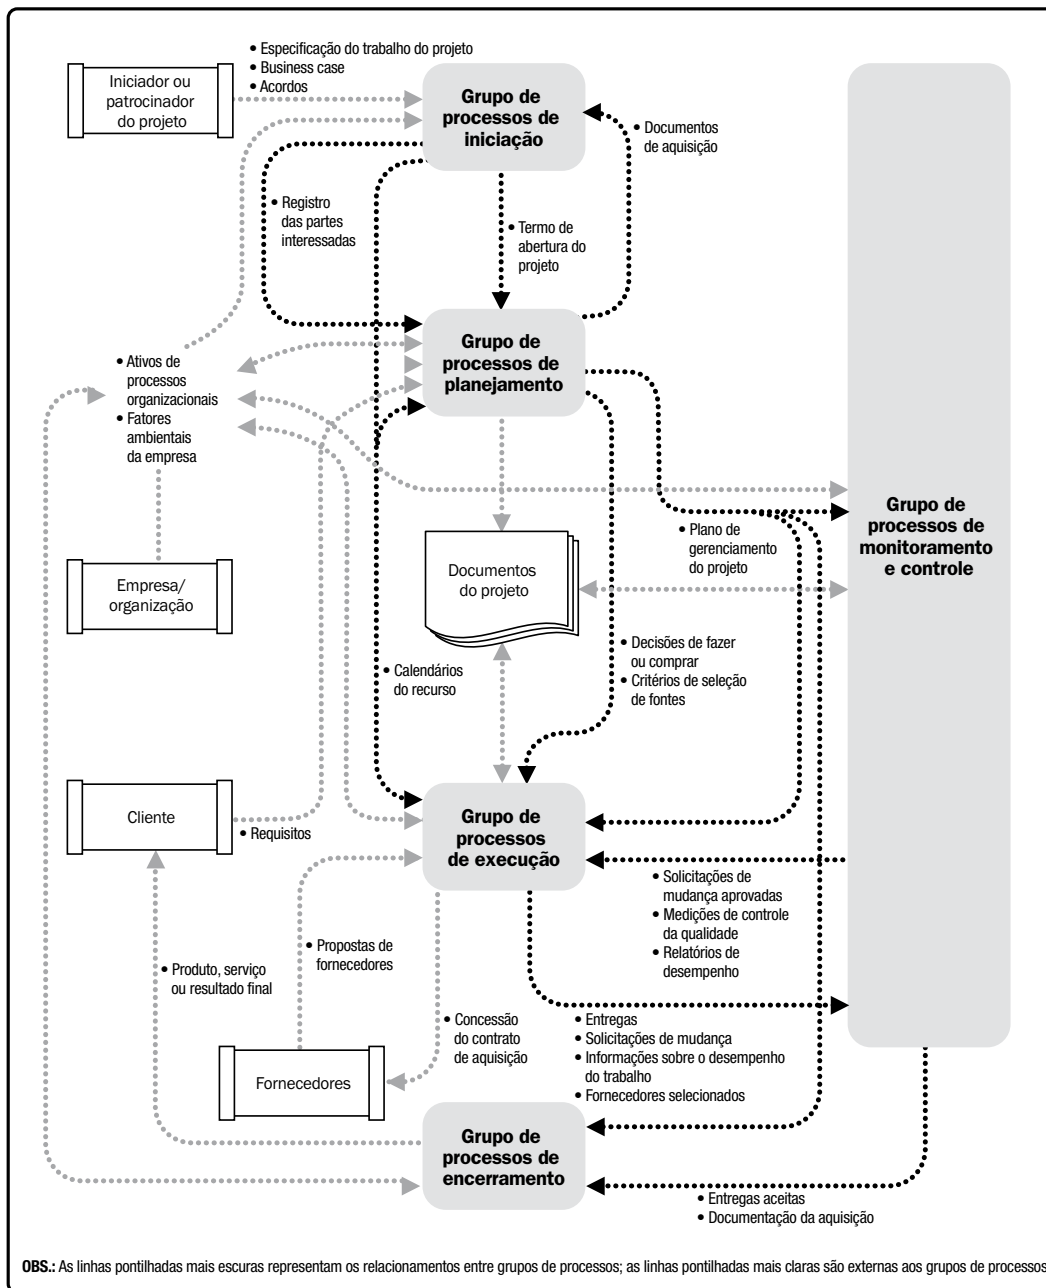 • Especificação do trabalho do projeto
• Business case
• Acordos
Iniciador ou
patrocinador
do projeto
Grupo de
processos de
iniciação
• Documentos
de aquisição
• Registro
das partes
interessadas
• Termo de
abertura do
projeto
Grupo de
processos de
planejamento
• Ativos de
processos
organizacionais
• Fatores
ambientais
da empresa
Grupo de
processos de
monitoramento
e controle
• Plano de
gerenciamento
do projeto
Empresa/
organização
Documentos
do projeto
• Calendários
do recurso
• Decisões de fazer
ou comprar
• Critérios de seleção
de fontes
Cliente
• Requisitos
Grupo de
processos
de execução
• Solicitações de
mudança aprovadas
• Medições de controle
da qualidade
• Relatórios de
desempenho
• Propostas de
fornecedores
• Produto, serviço
ou resultado final
• Concessão
do contrato
de aquisição
• Entregas
• Solicitações de mudança
• Informações sobre o desempenho
do trabalho
• Fornecedores selecionados
Fornecedores
Grupo de
processos de
encerramento
• Entregas aceitas
• Documentação da aquisição
OBS.: As linhas pontilhadas mais escuras representam os relacionamentos entre grupos de processos; as linhas pontilhadas mais claras são externas aos grupos de processos